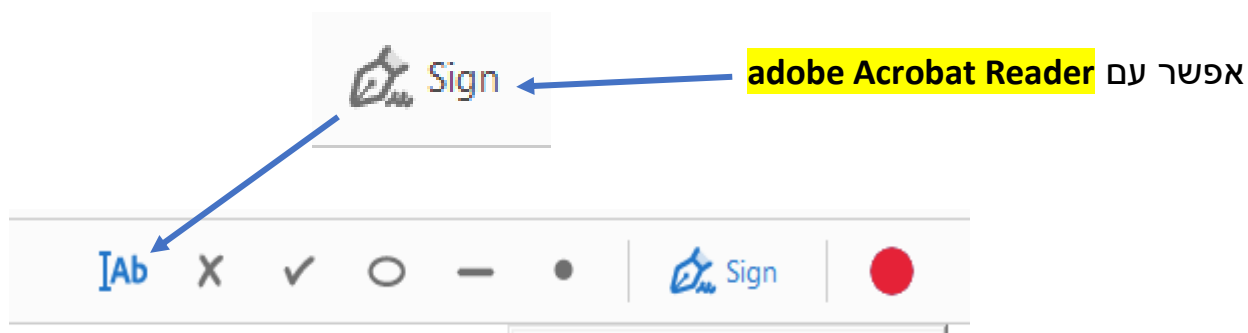 Sign
אפשר עם adobe Acrobat Reader
Ab Sign